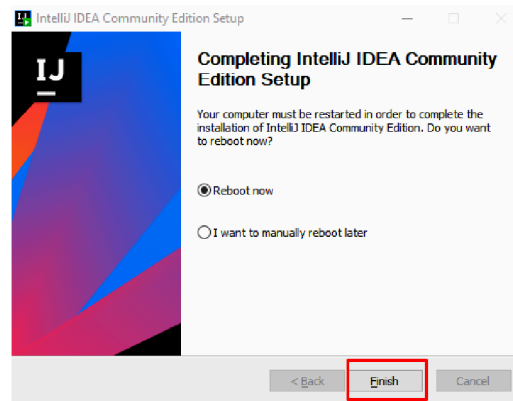 IntelliJ IDEA Community Edition Setup
IJ
Completing IntelliJ IDEA Community
Edition Setup
Your computer must be restarted in order to complete the
installation of IntelliJ IDEA Community Edition. Do you want
to reboot now?
Reboot now
I want to manually reboot later
< Back
Finish
Cancel